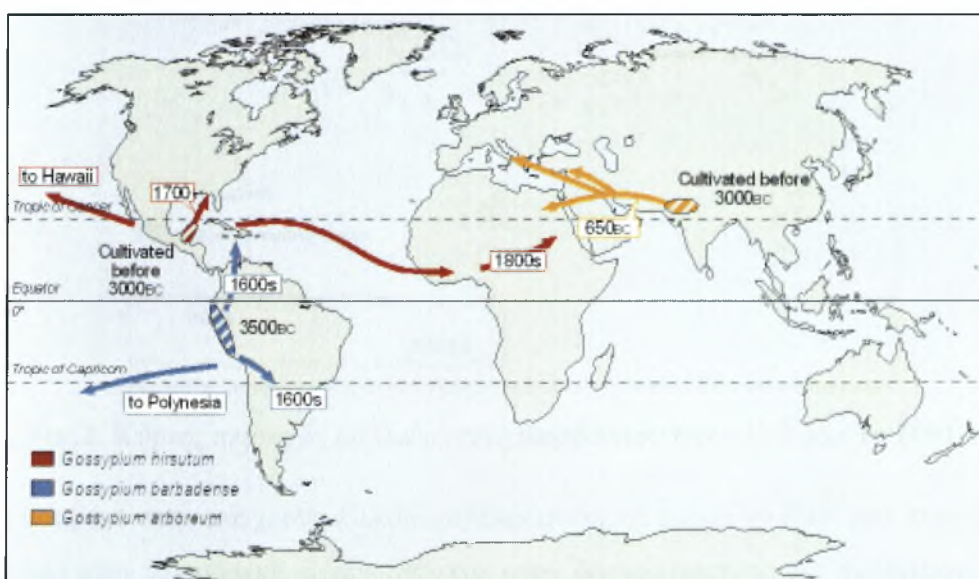 to Hawaii
1700
Tropic of Cancer
Cultivated
before
3000BC
Cultivated before
3000BC
650BC
1800s
1600s
Equator
0°
3500BC
Tropic of Capricorn
to Polynesia
1600s
Gossypium hirsutum
Gossypium barbadense
Gossypium arboreum